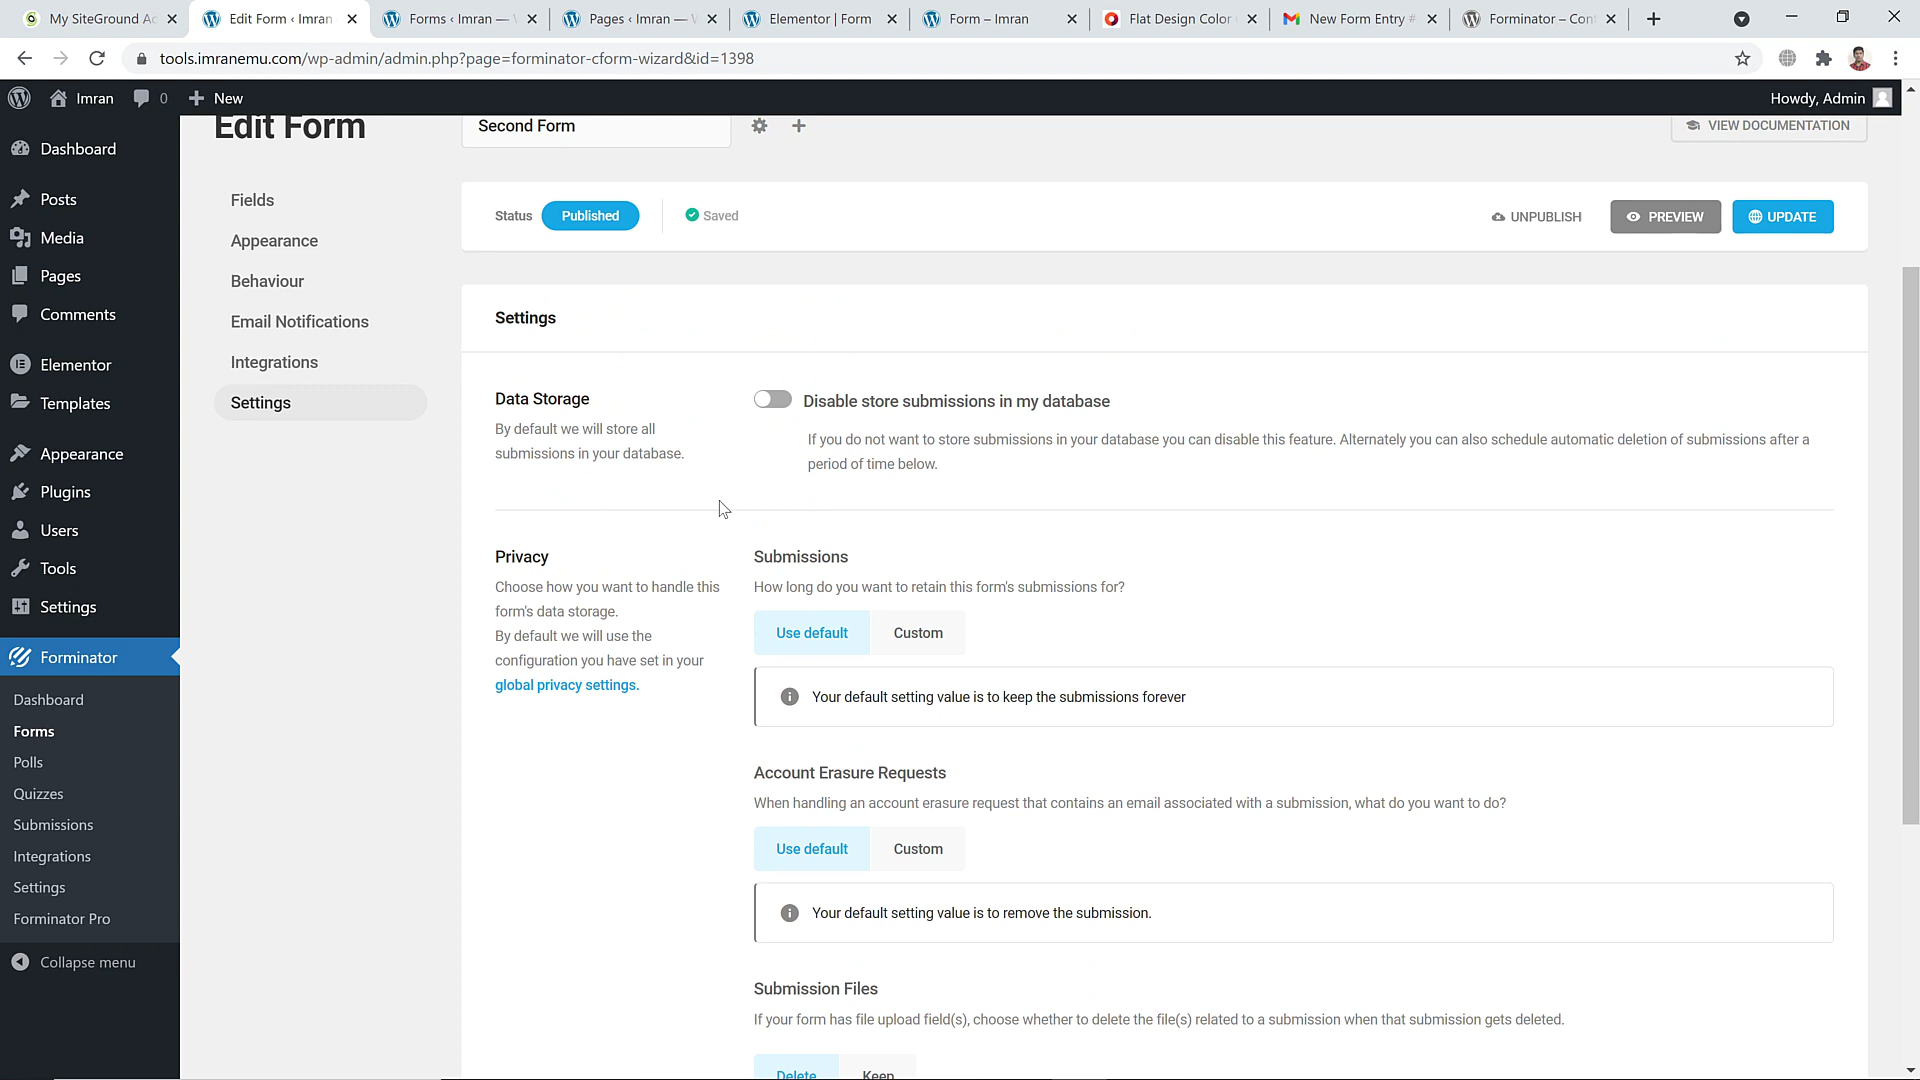 My SiteGround Ac
Edit Form ‹ Imran
Forms ‹ Imran —
Pages ‹ Imran —
Elementor | Form
Form – Imran
Flat Design Color
New Form Entry #
Forminator – Con
tools.imranemu.com/wp-admin/admin.php?page=forminator-cform-wizard&id=1398
Imran
0
New
Howdy, Admin
Dashboard
Posts
Media
Pages
Comments
Elementor
Templates
Appearance
Plugins
Users
Tools
Settings
Forminator
Dashboard
Forms
Polls
Quizzes
Submissions
Integrations
Settings
Forminator Pro
Collapse menu
Edit Form
Second Form
VIEW DOCUMENTATION
Fields
Appearance
Behaviour
Email Notifications
Integrations
Settings
Status
Published
Saved
UNPUBLISH
PREVIEW
UPDATE
Settings
Data Storage
By default we will store all
submissions in your database.
Disable store submissions in my database
If you do not want to store submissions in your database you can disable this feature. Alternately you can also schedule automatic deletion of submissions after a
period of time below.
Privacy
Choose how you want to handle this
form's data storage.
By default we will use the
configuration you have set in your
global privacy settings.
Submissions
How long do you want to retain this form's submissions for?
Use default
Custom
Your default setting value is to keep the submissions forever
Account Erasure Requests
When handling an account erasure request that contains an email associated with a submission, what do you want to do?
Use default
Custom
Your default setting value is to remove the submission.
Submission Files
If your form has file upload field(s), choose whether to delete the file(s) related to a submission when that submission gets deleted.
Delete
Keep